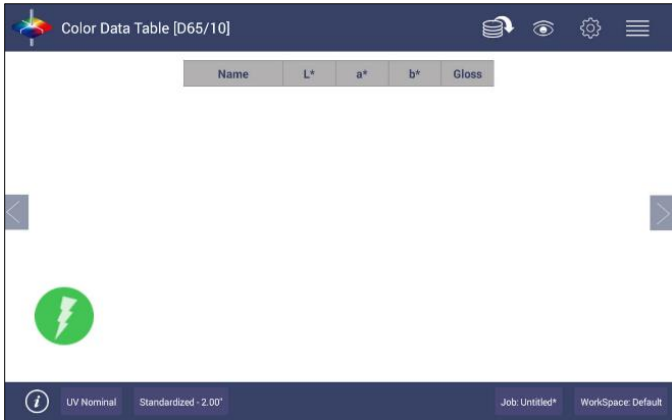 Color Data Table [D65/10]
Name L* a* b* Gloss
i UV Nominal Standardized - 2.00" Job: Untitled* WorkSpace: Default